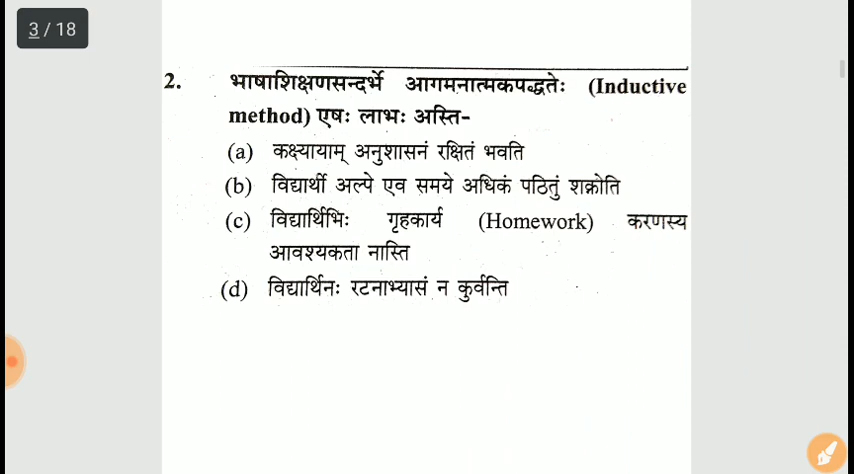 3 / 18
2. भाषाशिक्षणसन्दर्भे आगमनात्मकपद्धतेः (Inductive
method) एषः लाभः अस्ति-
(a) कक्ष्यायाम् अनुशासनं रक्षितं भवति
(b) विद्यार्थी अल्पे एव समये अधिकं पठितुं शक्नोति
(c) विद्यार्थिभिः गृहकार्य (Homework) करणस्य
आवश्यकता नास्ति
(d) विद्यार्थिनः रटनाभ्यासं न कुर्वन्ति